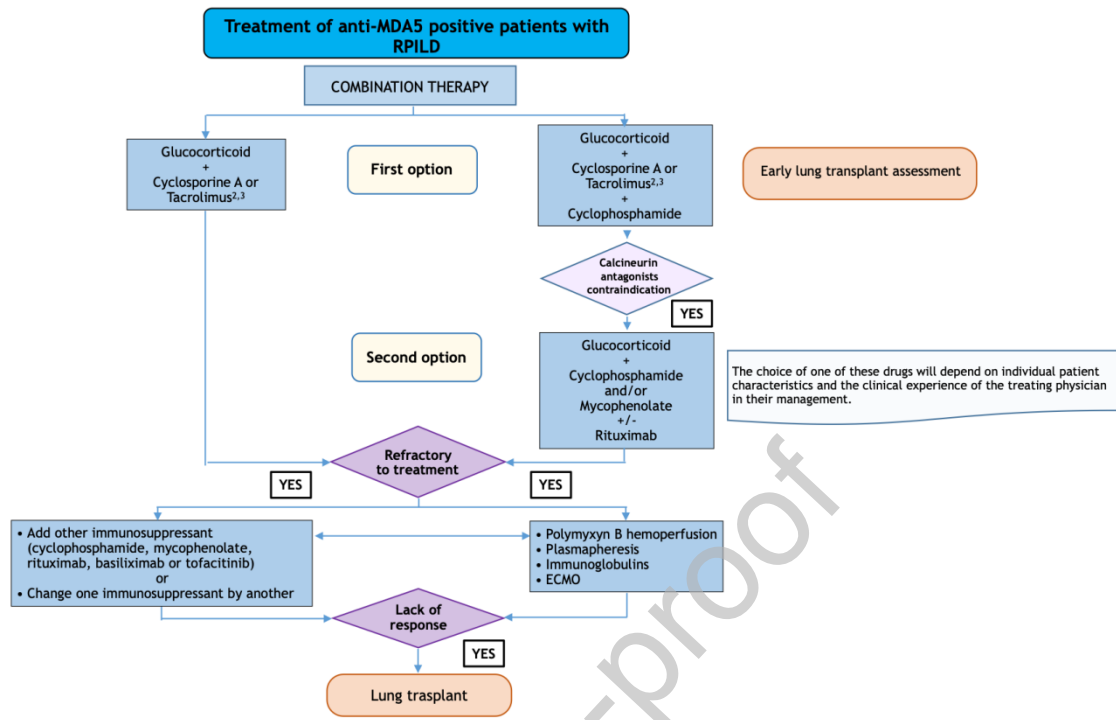 Treatment of anti-MDA5 positive patients with
RPILD
COMBINATION THERAPY
Glucocorticoid
+
Cyclosporine A or
Tacrolimus2,3
First option
Glucocorticoid
+
Cyclosporine A or
Tacrolimus2,3
+
Cyclophosphamide
Early lung transplant assessment
Calcineurin
antagonists
contraindication
YES
Second option
Glucocorticoid
+
Cyclophosphamide
and/or
Mycophenolate
+/-
Rituximab
The choice of one of these drugs will depend on individual patient
characteristics and the clinical experience of the treating physician
in their management.
Refractory
to treatment
YES
YES
• Add other immunosuppressant
(cyclophosphamide, mycophenolate,
rituximab, basiliximab or tofacitinib)
or
• Change one immunosuppressant by another
• Polymyxyn B hemoperfusion
• Plasmapheresis
• Immunoglobulins
• ECMO
Lack of
response
YES
Lung trasplant
-proof